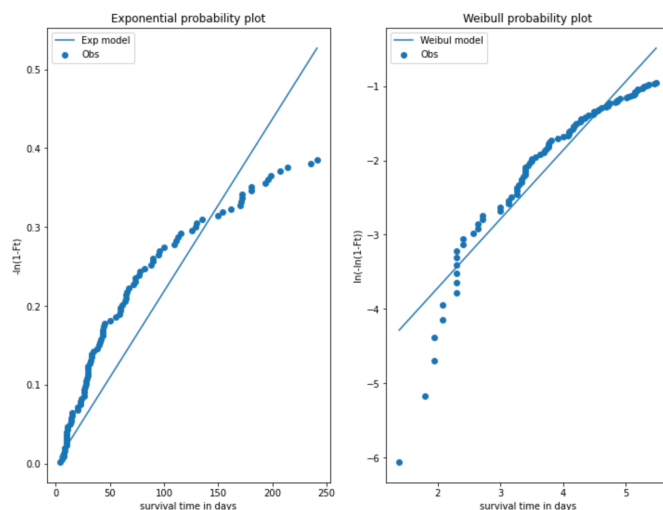 Exponential probability plot
Exp model
Obs
-ln(1-Ft)
0.5
0.4
0.3
0.2
0.1
0.0
0 50 100 150 200 250
survival time in days
Weibull probability plot
Weibul model
Obs
ln(-ln(1-Ft))
−1
−2
−3
−4
−5
−6
2 3 4 5
survival time in days